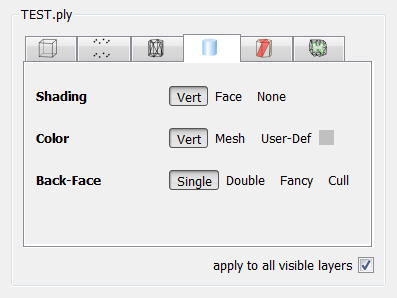 TEST.ply
Shading Vert Face None
Color Vert Mesh User-Def
Back-Face Single Double Fancy Cull
apply to all visible layers